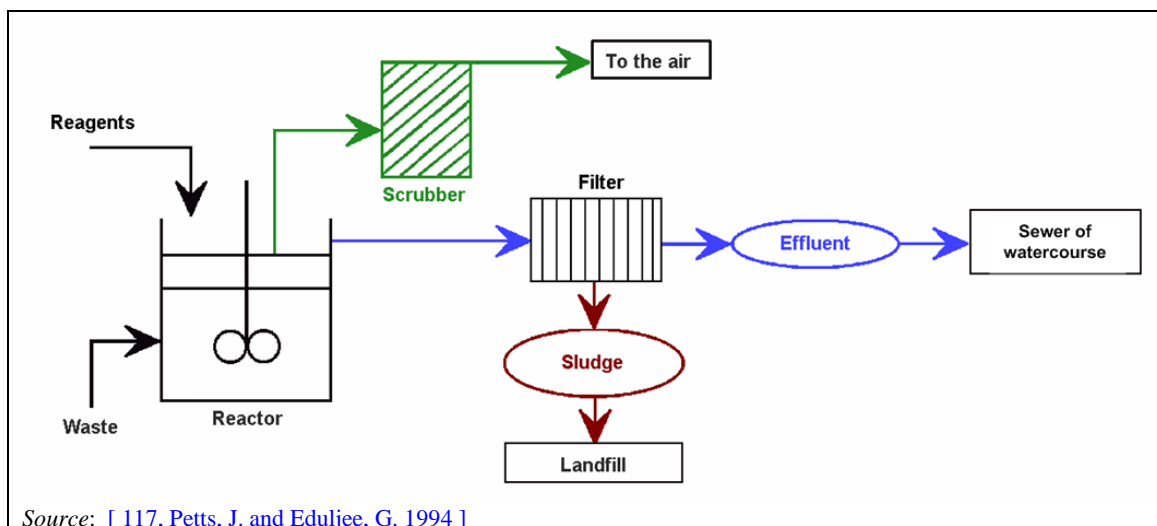 To the air
Reagents
Scrubber
Filter
Effluent
Sewer of
watercourse
Sludge
Reactor
Waste
Landfill
Source: [ 117, Petts, J. and Eduljee, G. 1994 ]